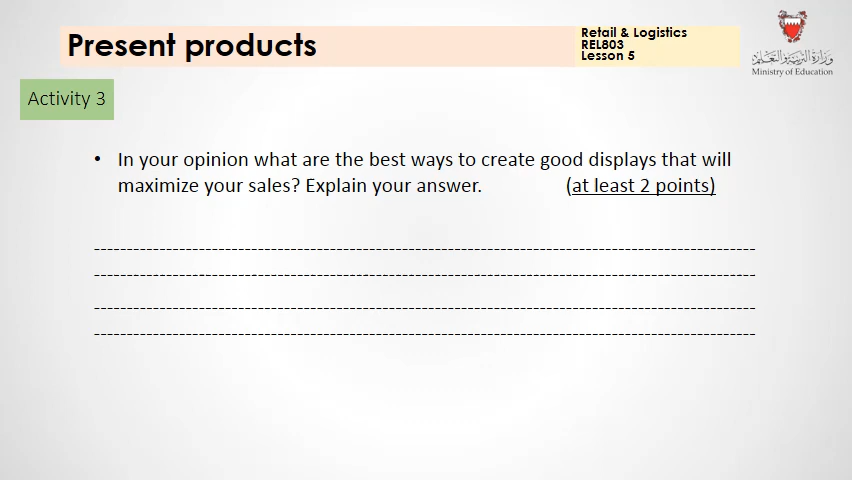 Present products
Retail & Logistics
REL803
Lesson 5
وزارة التربية والتعليم
Ministry of Education
Activity 3
• In your opinion what are the best ways to create good displays that will
maximize your sales? Explain your answer. (at least 2 points)